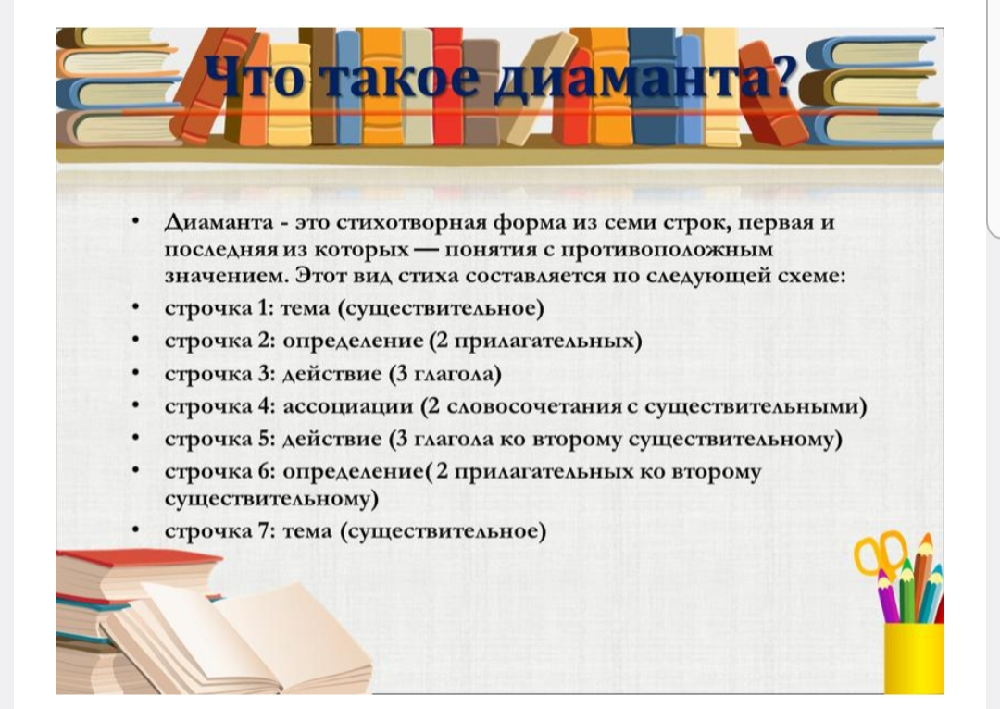 Что такое диаманта?
• Диаманта - это стихотворная форма из семи строк, первая и
последняя из которых — понятия с противоположным
значением. Этот вид стиха составляется по следующей схеме:
• строчка 1: тема (существительное)
• строчка 2: определение (2 прилагательных)
• строчка 3: действие (3 глагола)
• строчка 4: ассоциации (2 словосочетания с существительными)
• строчка 5: действие (3 глагола ко второму существительному)
• строчка 6: определение( 2 прилагательных ко второму
существительному)
• строчка 7: тема (существительное)